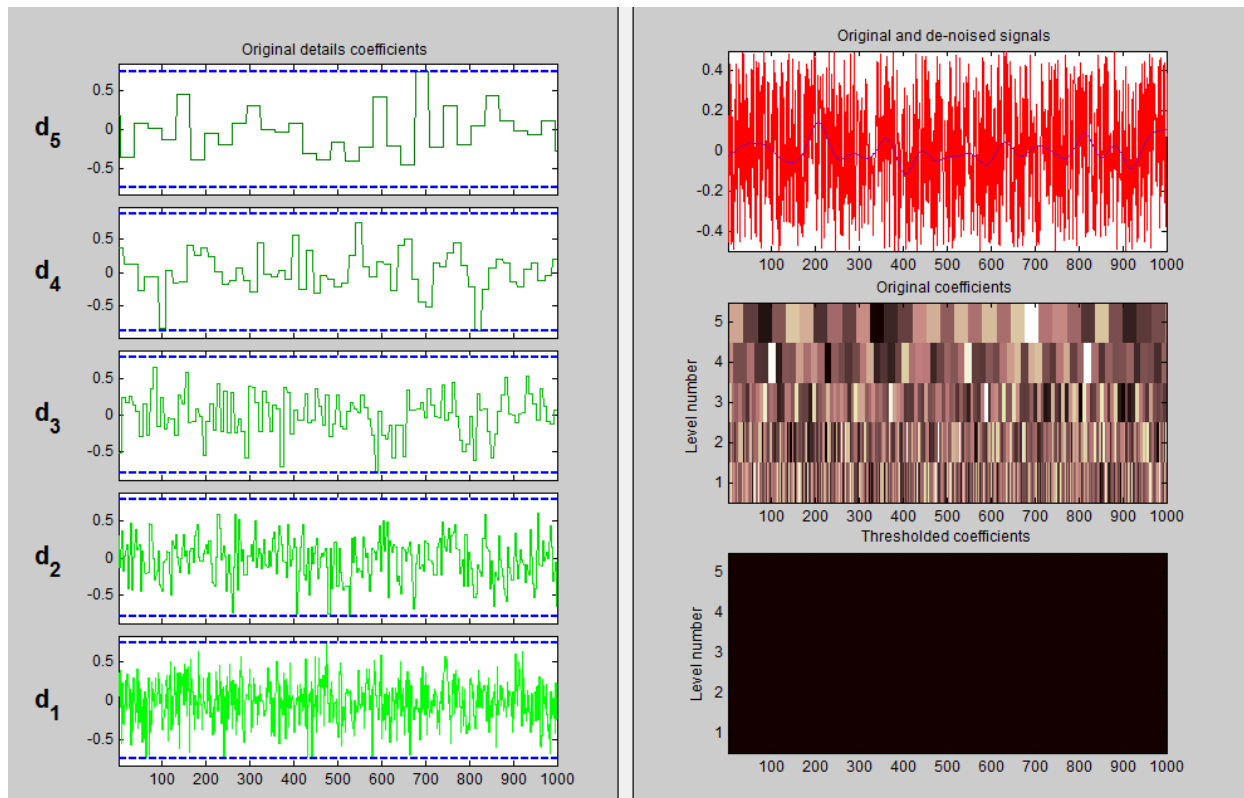 Original details coefficients
d5
0.5
0
-0.5
d4
0.5
0
-0.5
d3
0.5
0
-0.5
d2
0.5
0
-0.5
d1
0.5
0
-0.5
100 200 300 400 500 600 700 800 900 1000
Original and de-noised signals
0.4
0.2
0
-0.2
-0.4
100 200 300 400 500 600 700 800 900 1000
Original coefficients
Level number
5
4
3
2
1
100 200 300 400 500 600 700 800 900 1000
Thresholded coefficients
Level number
5
4
3
2
1
100 200 300 400 500 600 700 800 900 1000